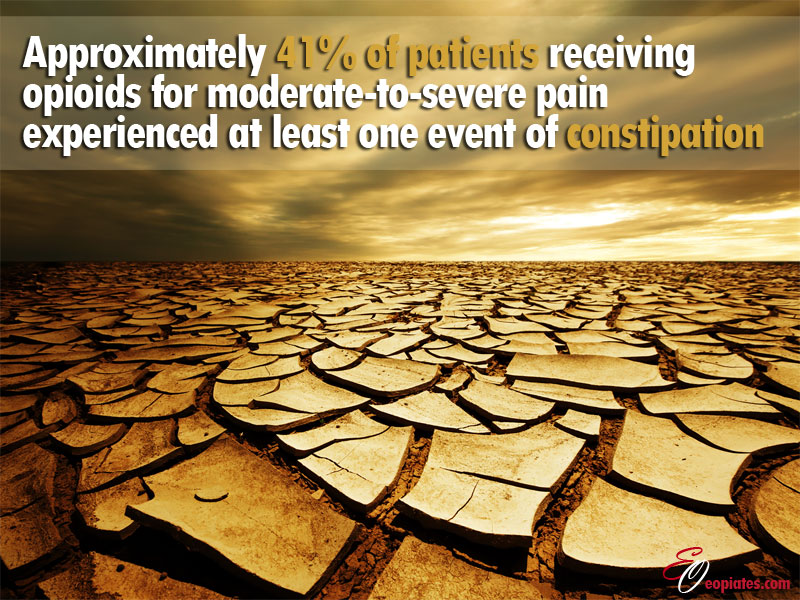 Approximately 41% of patients receiving
opioids for moderate-to-severe pain
experienced at least one event of constipation
EO eopiates.com